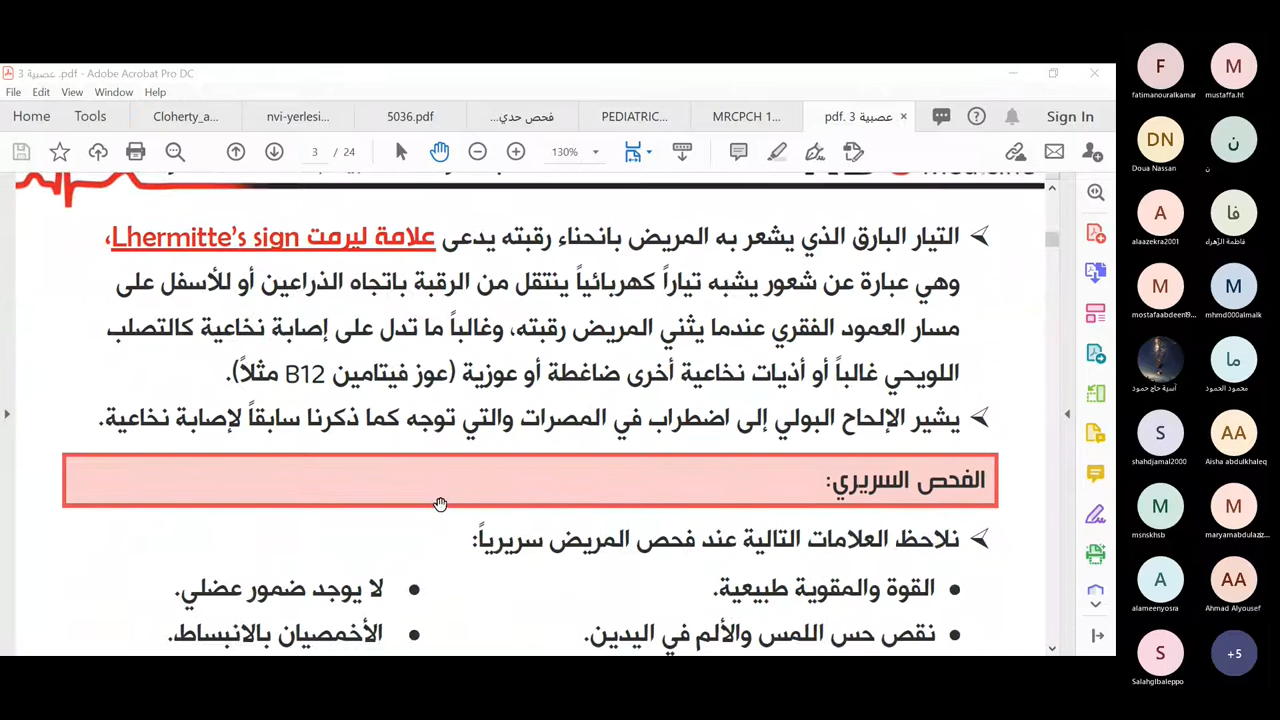 عصبية 3 .pdf - Adobe Acrobat Pro DC
File Edit View Window Help
Home Tools Cloherty_a... nvi-yerlesi... 5036.pdf فحص حدي... PEDIATRIC... MRCPCH 1... عصبية 3 .pdf × Sign In
3 / 24 130%
التيار البارق الذي يشعر به المريض بانحناء رقبته يدعى علامة ليرمت Lhermitte's sign،
وهي عبارة عن شعور يشبه تياراً كهربائياً ينتقل من الرقبة باتجاه الذراعين أو للأسفل على
مسار العمود الفقري عندما يثني المريض رقبته، وغالباً ما تدل على إصابة نخاعية كالتصلب
اللويحي غالباً أو أذيات نخاعية أخرى ضاغطة أو عوزية (عوز فيتامين B12 مثلاً).
يشير الإلحاح البولي إلى اضطراب في المصرات والتي توجه كما ذكرنا سابقاً لإصابة نخاعية.
الفحص السريري:
نلاحظ العلامات التالية عند فحص المريض سريرياً:
القوة والمقوية طبيعية.
لا يوجد ضمور عضلي.
نقص حس اللمس والألم في اليدين.
الأخمصيان بالانبساط.
F M
fatimanouralkamar mustaffa.ht
DN ن
Doua Nassan ن
A فا
alaazekra2001 فاطمة الزهراء
M M
mostafaabdeen19... mhmd000almalk
ما
آسية حاج حمود محمود الحمود
S AA
shahdjamal2000 Aisha abdulkhaleq
M M
msnskhsb maryamabdulaziz...
A AA
alameenyosra Ahmad Alyousef
S +5
Salahglbaleppo